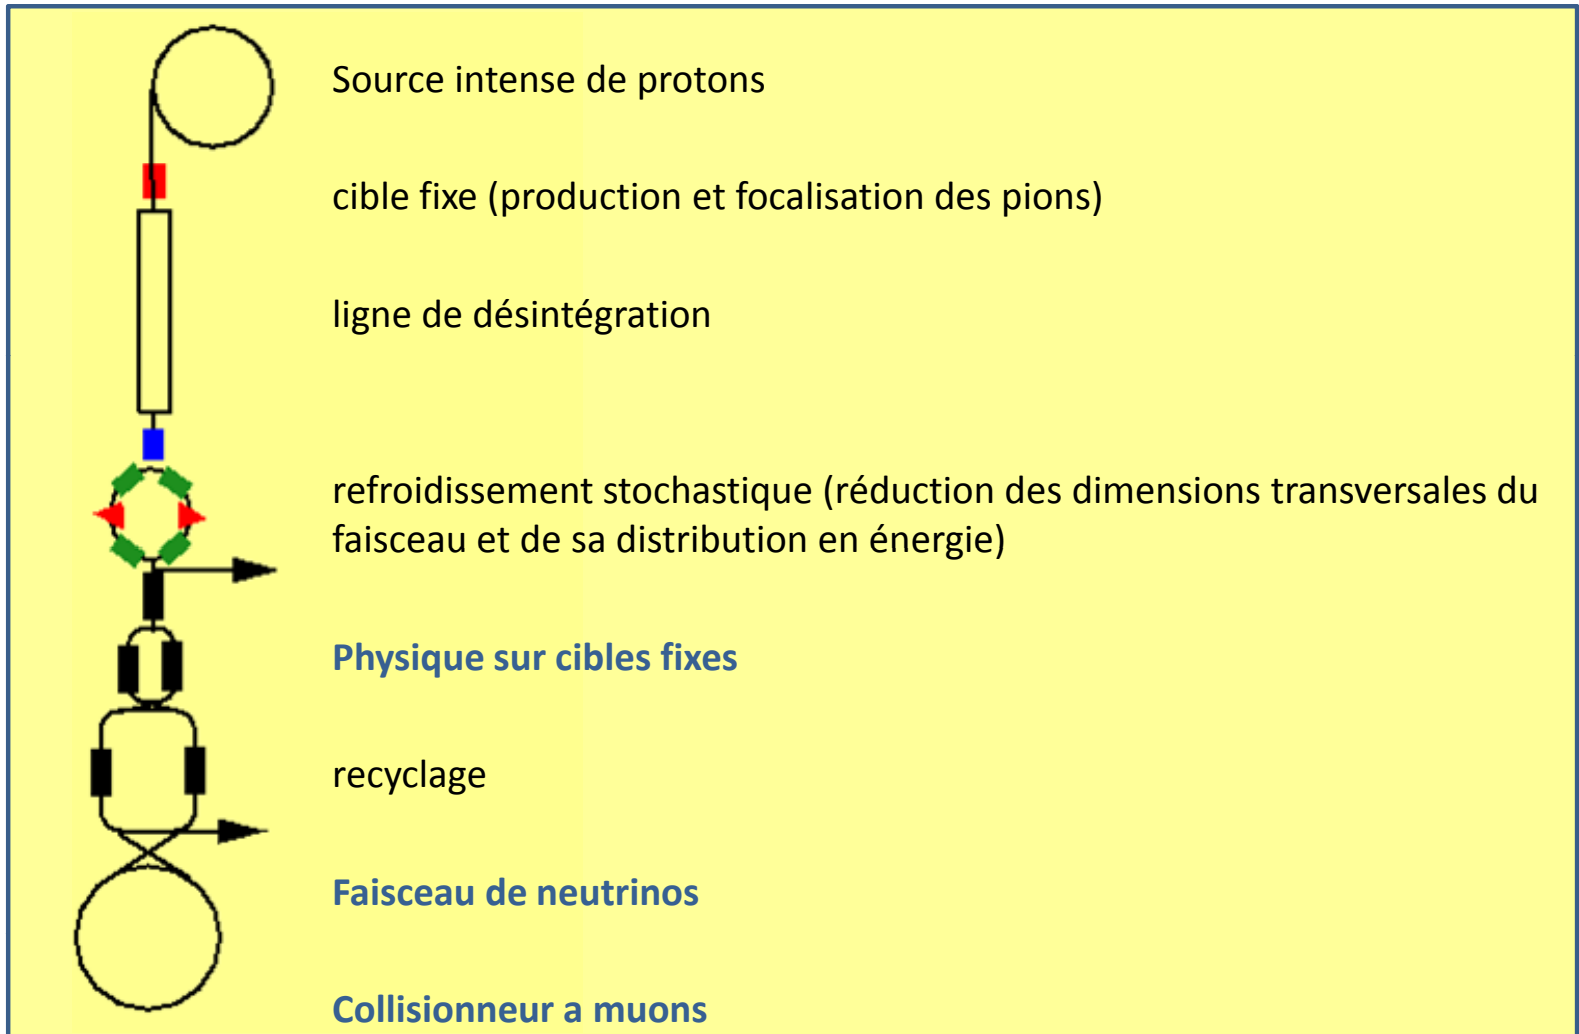 Source intense de protons
cible fixe (production et focalisation des pions)
ligne de désintégration
refroidissement stochastique (réduction des dimensions transversales du
faisceau et de sa distribution en énergie)
Physique sur cibles fixes
recyclage
Faisceau de neutrinos
Collisionneur a muons